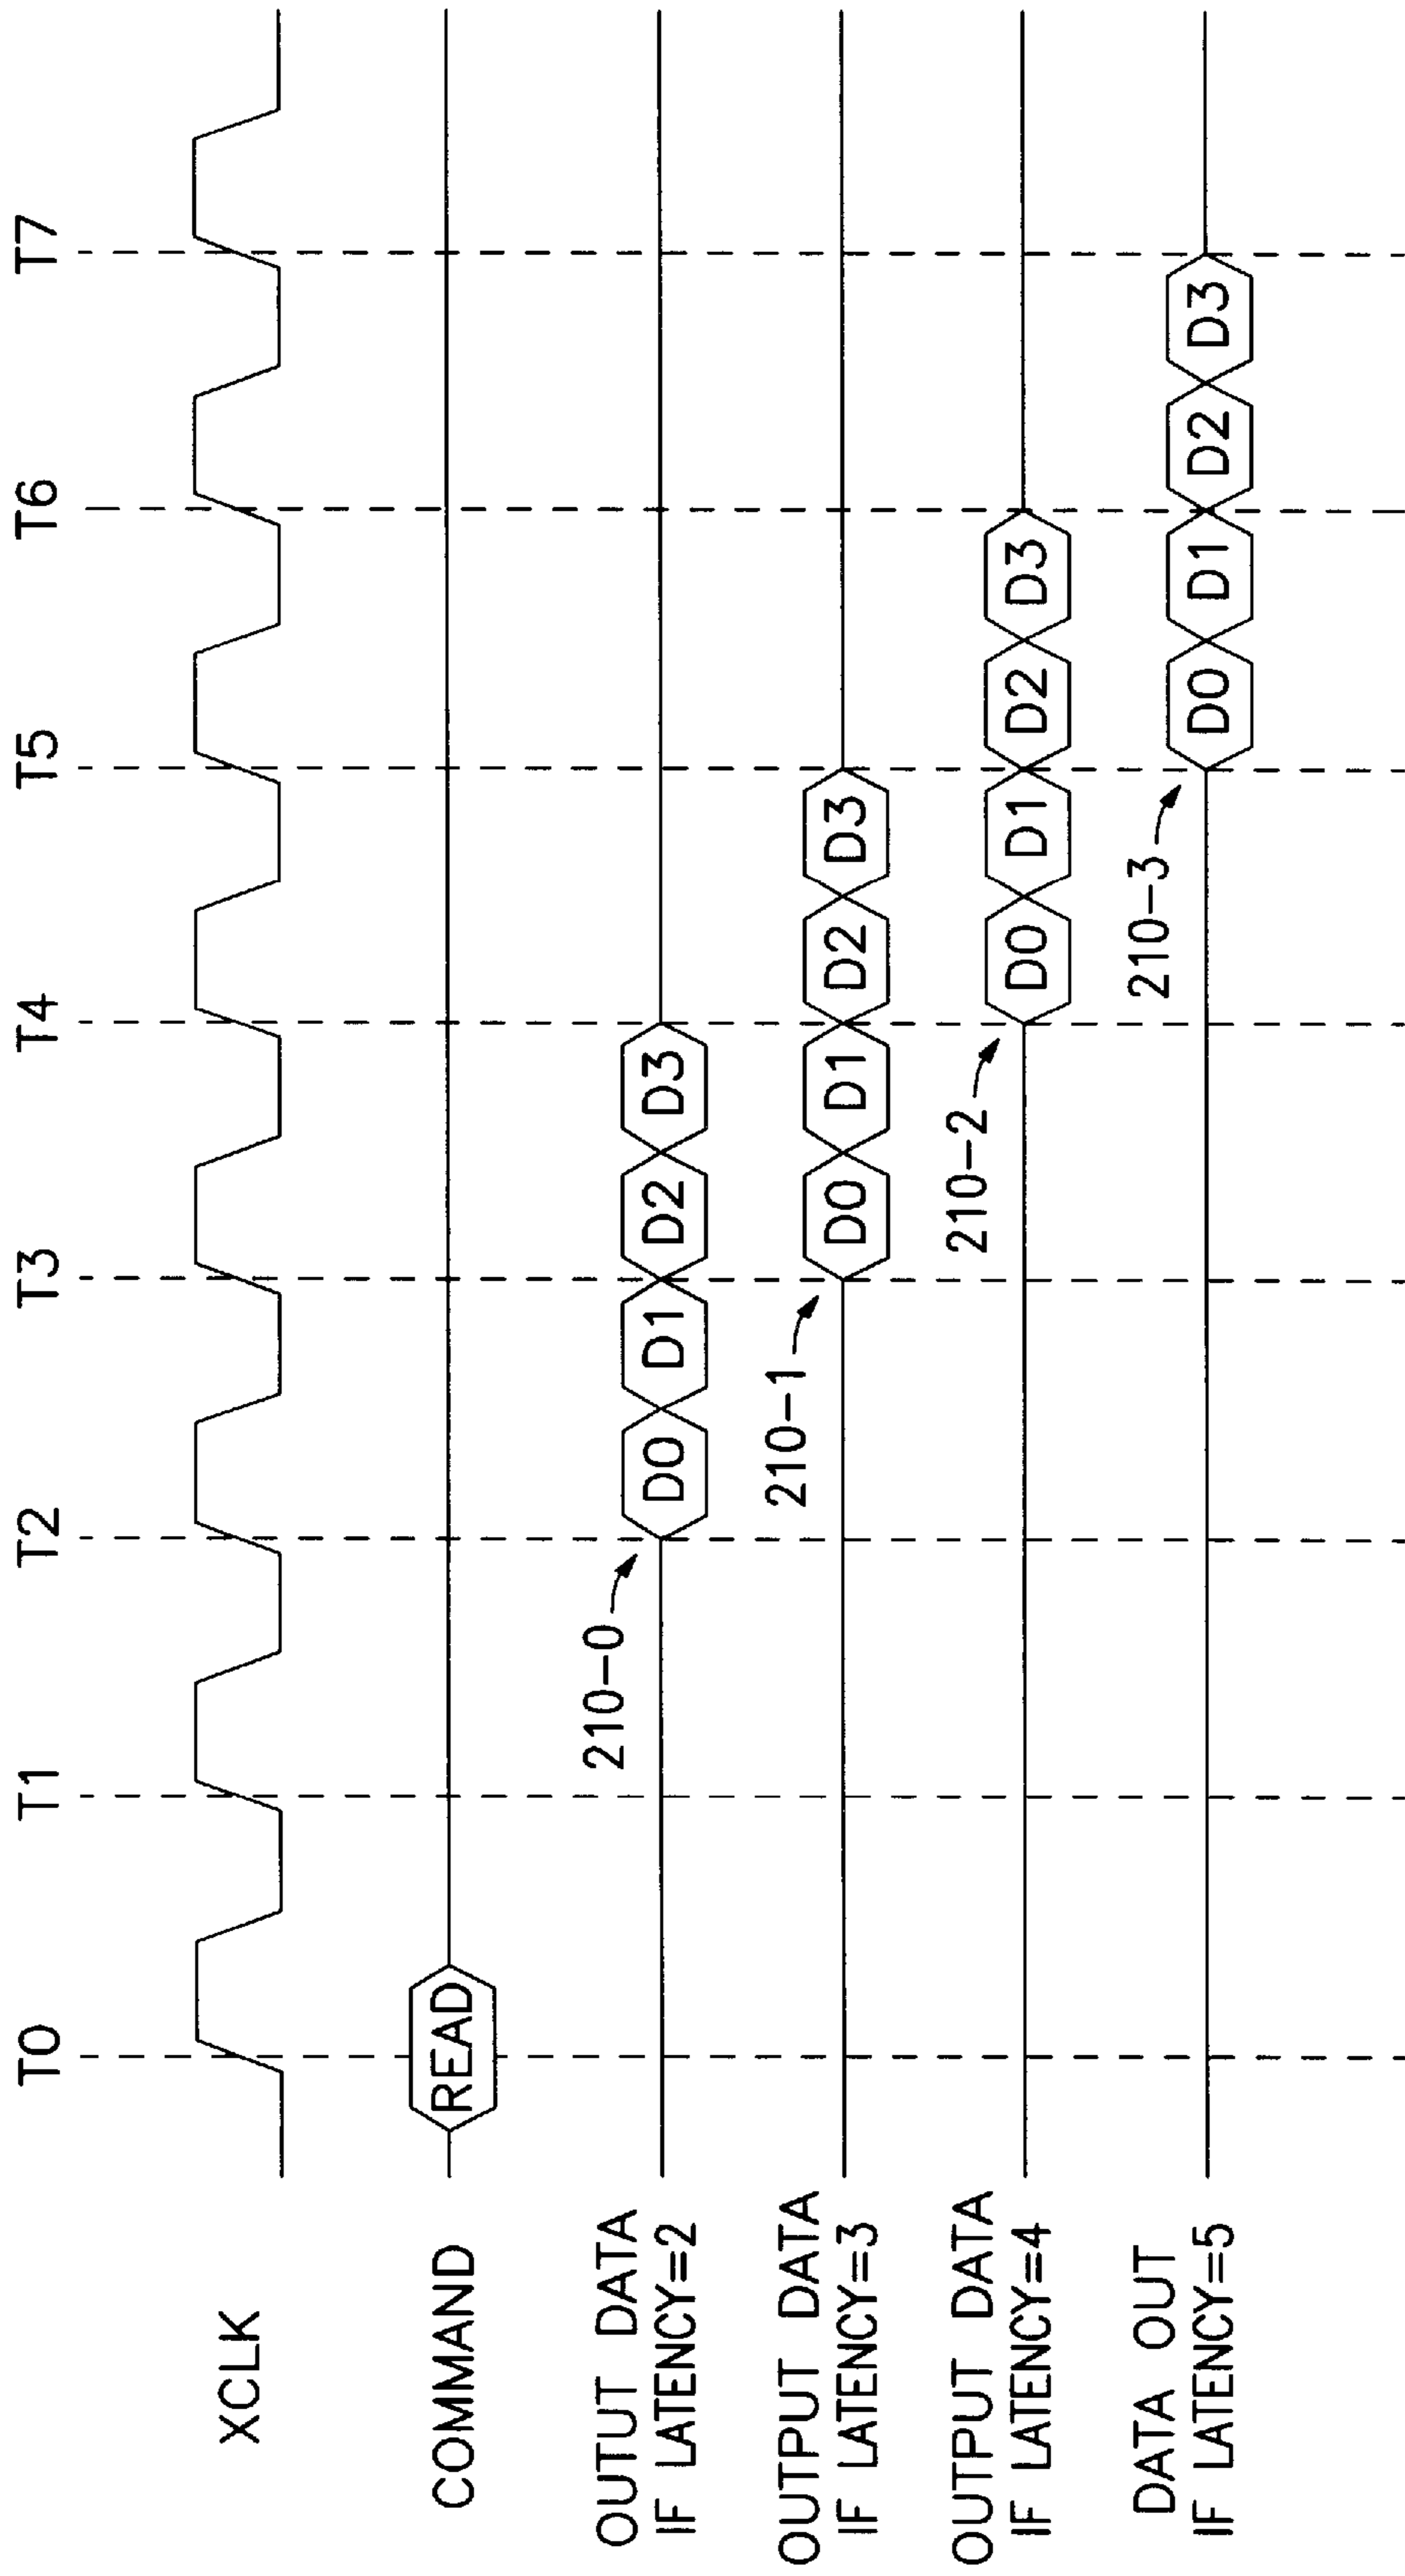 T0 T1 T2 T3 T4 T5 T6 T7
XCLK
COMMAND
READ
OUTUT DATA
IF LATENCY=2
210-0
D0 D1 D2 D3
OUTPUT DATA
IF LATENCY=3
210-1
D0 D1 D2 D3
OUTPUT DATA
IF LATENCY=4
210-2
D0 D1 D2 D3
DATA OUT
IF LATENCY=5
210-3
D0 D1 D2 D3